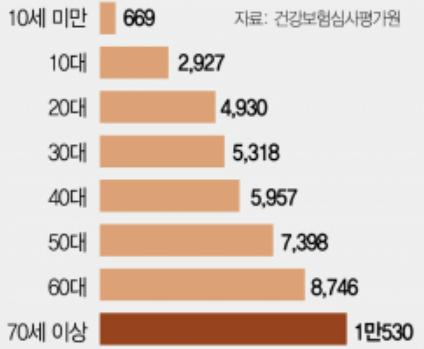 10세 미만 669 자료: 건강보험심사평가원
10대 2,927
20대 4,930
30대 5,318
40대 5,957
50대 7,398
60대 8,746
70세 이상 1만530